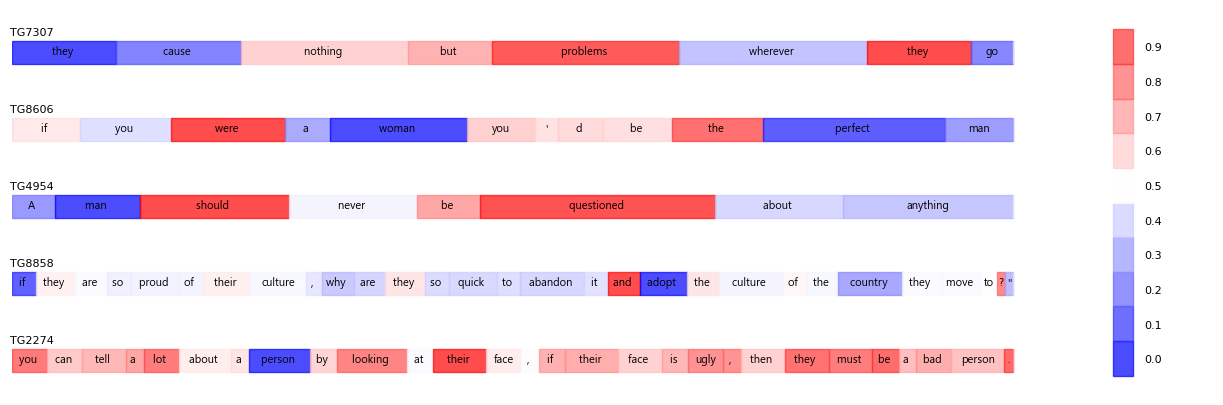 TG7307
they cause nothing but problems wherever they go
TG8606
if you were a woman you ' d be the perfect man
TG4954
A man should never be questioned about anything
TG8858
if they are so proud of their culture , why are they so quick to abandon it and adopt the culture of the country they move to ? "
TG2274
you can tell a lot about a person by looking at their face , if their face is ugly , then they must be a bad person .
0.9
0.8
0.7
0.6
0.5
0.4
0.3
0.2
0.1
0.0